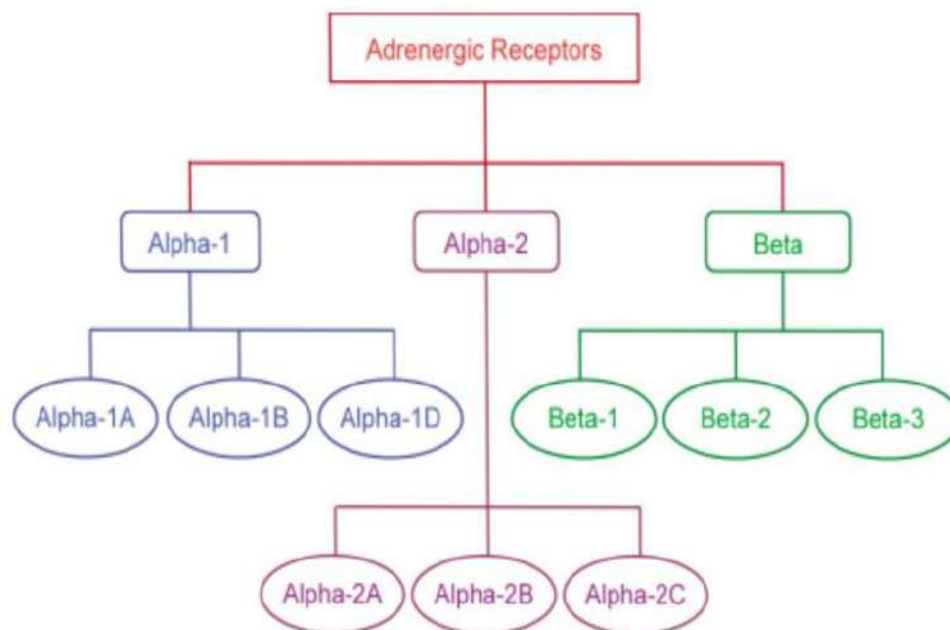 Adrenergic Receptors
Alpha-1
Alpha-2
Beta
Alpha-1A
Alpha-1B
Alpha-1D
Beta-1
Beta-2
Beta-3
Alpha-2A
Alpha-2B
Alpha-2C